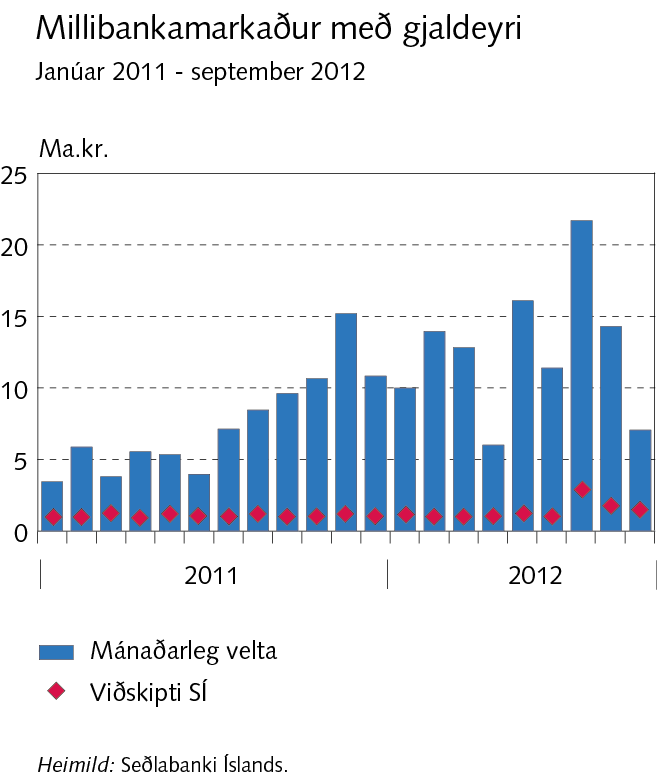 Millibankamarkaður með gjaldeyri
Janúar 2011 - september 2012
Ma.kr.
25
20
15
10
5
0
2011 2012
Mánaðarleg velta
Viðskipti SÍ
Heimild: Seðlabanki Íslands.